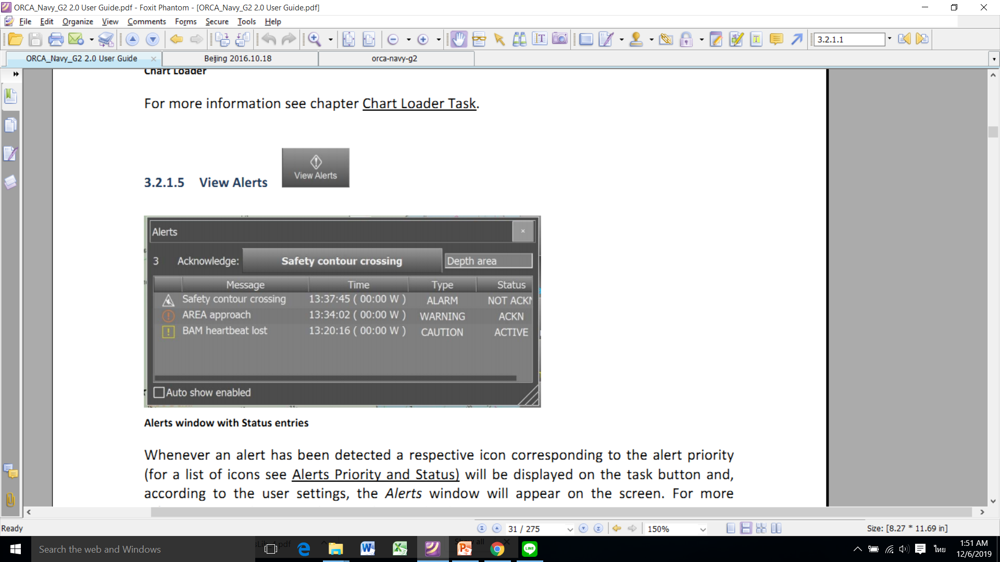 ORCA_Navy_G2 2.0 User Guide.pdf - Foxit Phantom - [ORCA_Navy_G2 2.0 User Guide.pdf]
File Edit Organize View Comments Forms Secure Tools Help
3.2.1.1
ORCA_Navy_G2 2.0 User Guide
Beijing 2016.10.18
orca-navy-g2
Chart Loader
For more information see chapter Chart Loader Task.
View Alerts
3.2.1.5 View Alerts
Alerts
3 Acknowledge: Safety contour crossing Depth area
Message Time Type Status
Safety contour crossing 13:37:45 ( 00:00 W ) ALARM NOT ACKN
AREA approach 13:34:02 ( 00:00 W ) WARNING ACKN
BAM heartbeat lost 13:20:16 ( 00:00 W ) CAUTION ACTIVE
Auto show enabled
Alerts window with Status entries
Whenever an alert has been detected a respective icon corresponding to the alert priority
(for a list of icons see Alerts Priority and Status) will be displayed on the task button and,
according to the user settings, the Alerts window will appear on the screen. For more
Ready
31 / 275
150%
Size: [8.27 * 11.69 in]
Search the web and Windows
Show all
ไทย
1:51 AM
12/6/2019